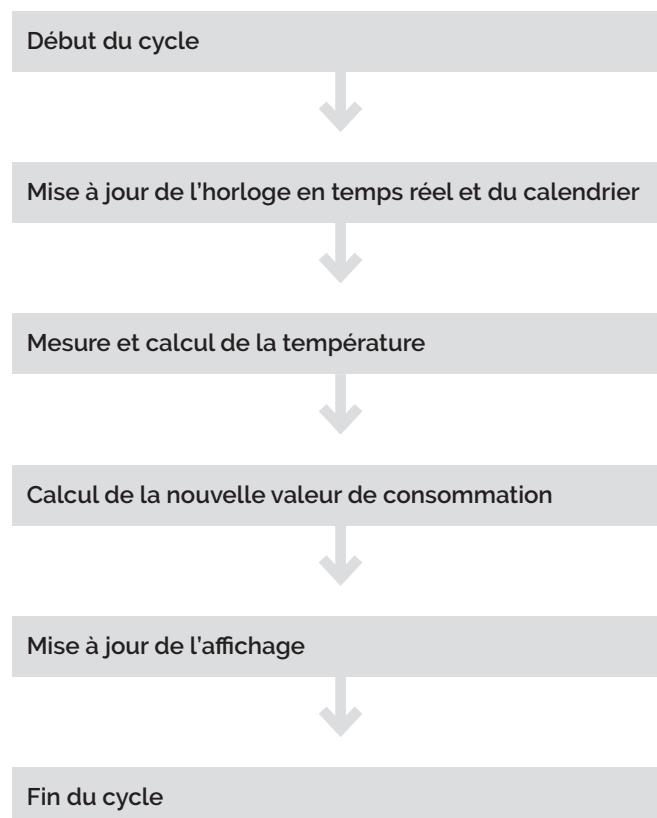 Début du cycle
Mise à jour de l’horloge en temps réel et du calendrier
Mesure et calcul de la température
Calcul de la nouvelle valeur de consommation
Mise à jour de l’affichage
Fin du cycle